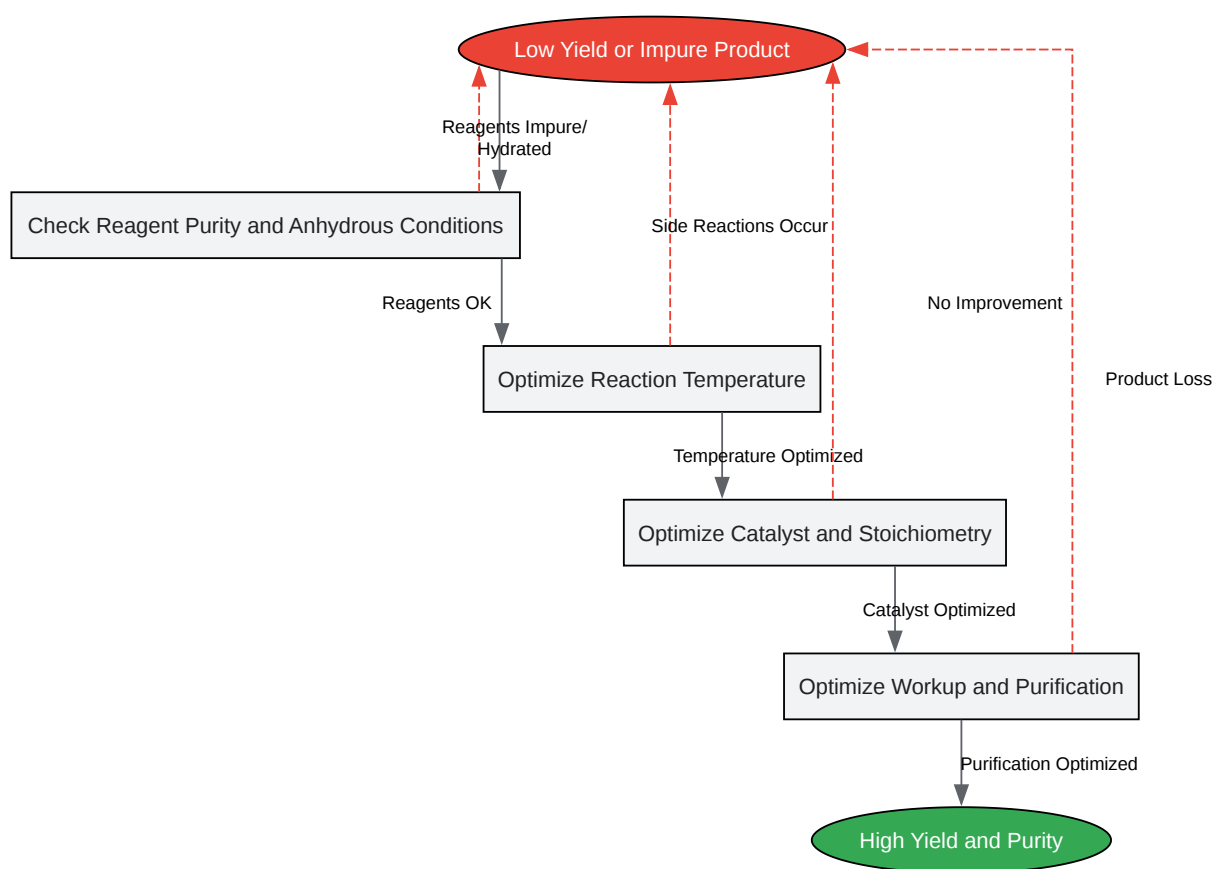 Low Yield or Impure Product
Reagents Impure/
Hydrated
Check Reagent Purity and Anhydrous Conditions
Side Reactions Occur
Reagents OK
No Improvement
Optimize Reaction Temperature
Product Loss
Temperature Optimized
Optimize Catalyst and Stoichiometry
Catalyst Optimized
Optimize Workup and Purification
Purification Optimized
High Yield and Purity